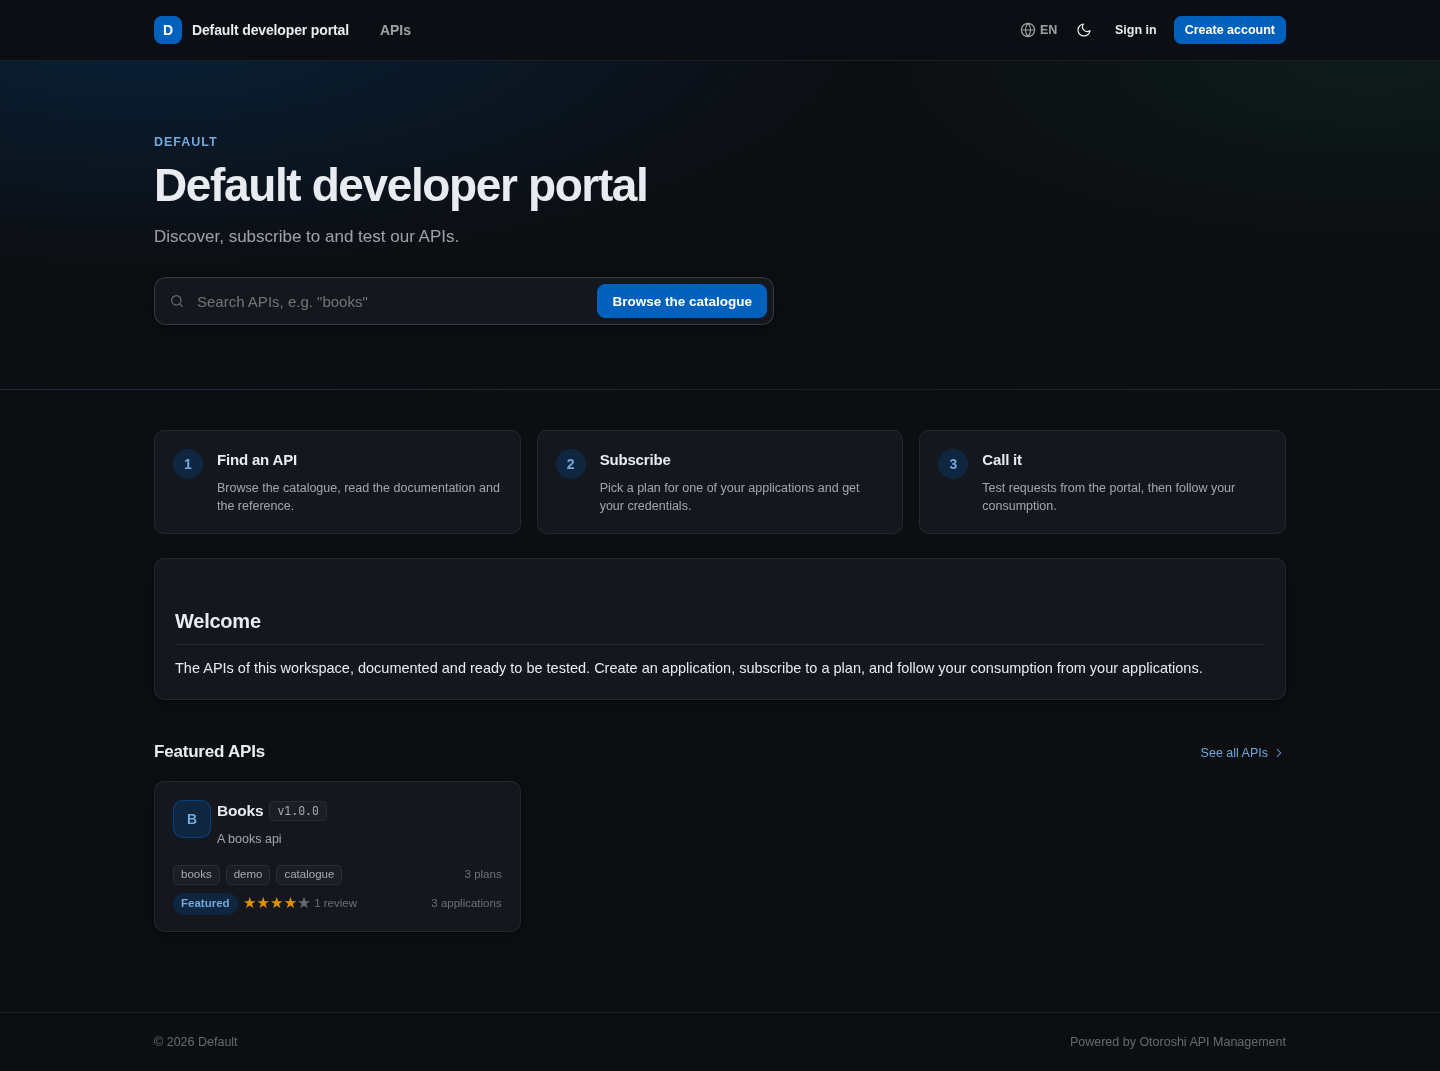 D Default developer portal APIs EN Sign in Create account
DEFAULT
Default developer portal
Discover, subscribe to and test our APIs.
Search APIs, e.g. "books" Browse the catalogue
1 Find an API
Browse the catalogue, read the documentation and
the reference.
2 Subscribe
Pick a plan for one of your applications and get
your credentials.
3 Call it
Test requests from the portal, then follow your
consumption.
Welcome
The APIs of this workspace, documented and ready to be tested. Create an application, subscribe to a plan, and follow your consumption from your applications.
Featured APIs See all APIs
B Books v1.0.0
A books api
books demo catalogue 3 plans
Featured ★★★★★ 1 review 3 applications
© 2026 Default Powered by Otoroshi API Management